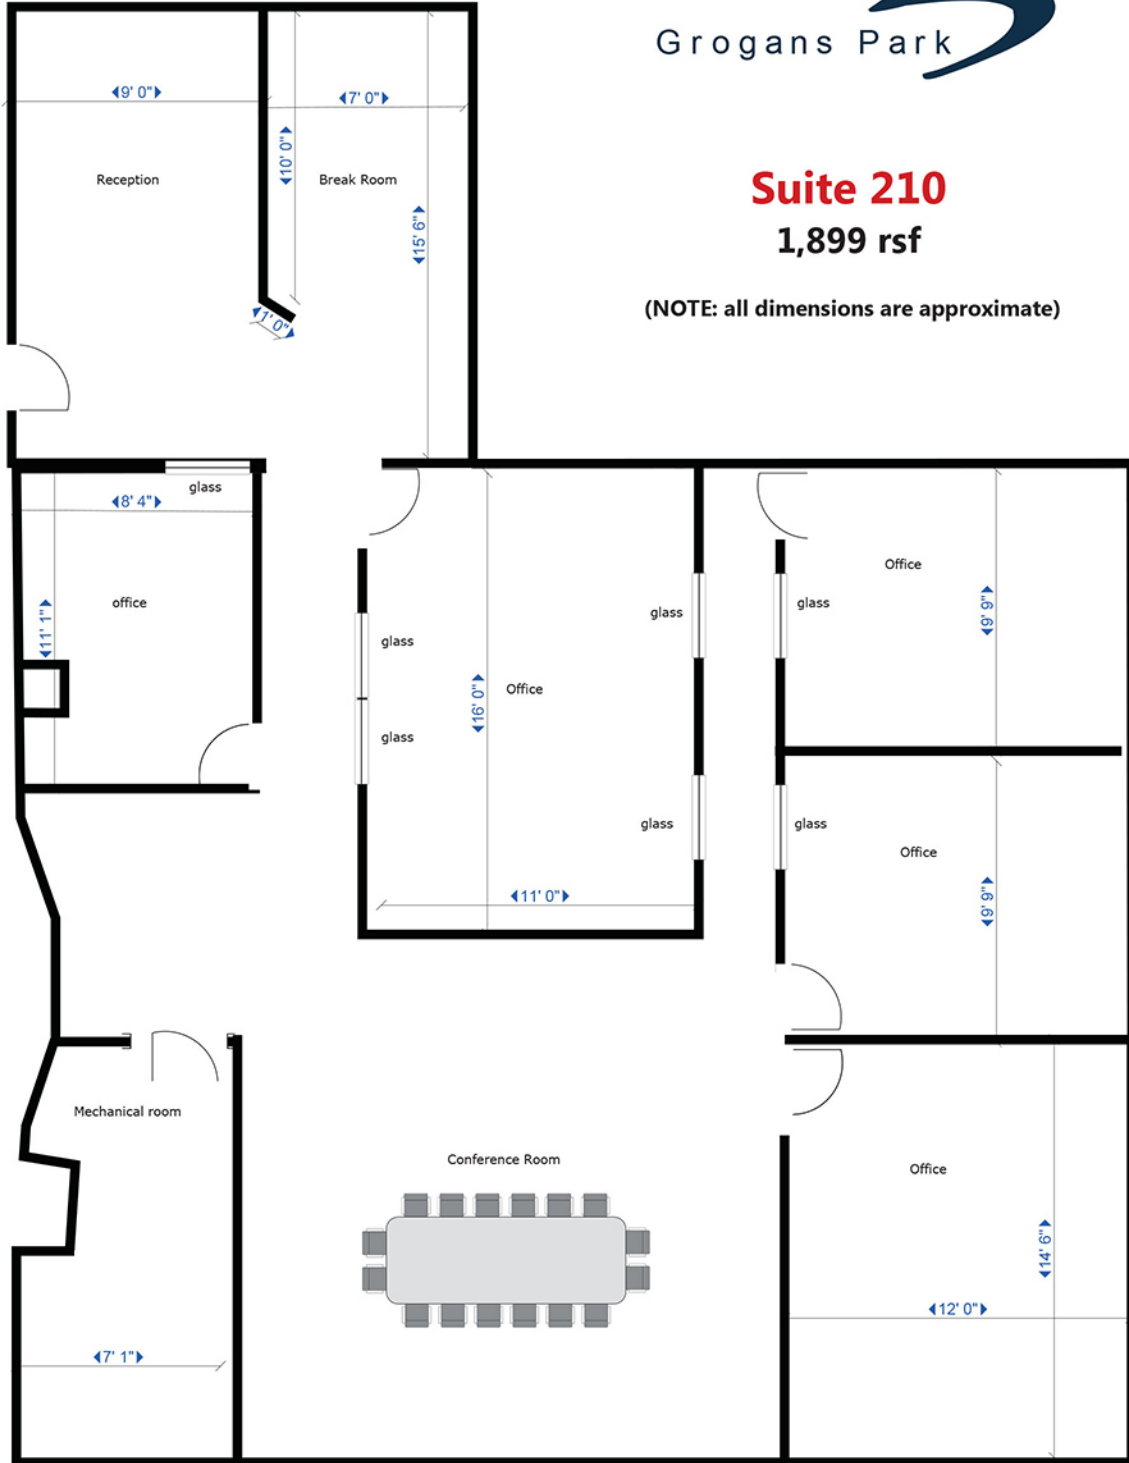 Grogans Park
Suite 210
1,899 rsf
(NOTE: all dimensions are approximate)
9' 0"
7' 0"
10' 0"
Reception
Break Room
15' 6"
1' 0"
glass
8' 4"
office
11' 1"
glass
glass
Office
16' 0"
glass
glass
11' 0"
Office
glass
9' 9"
glass
Office
9' 9"
Mechanical room
7' 1"
Conference Room
Office
14' 6"
12' 0"